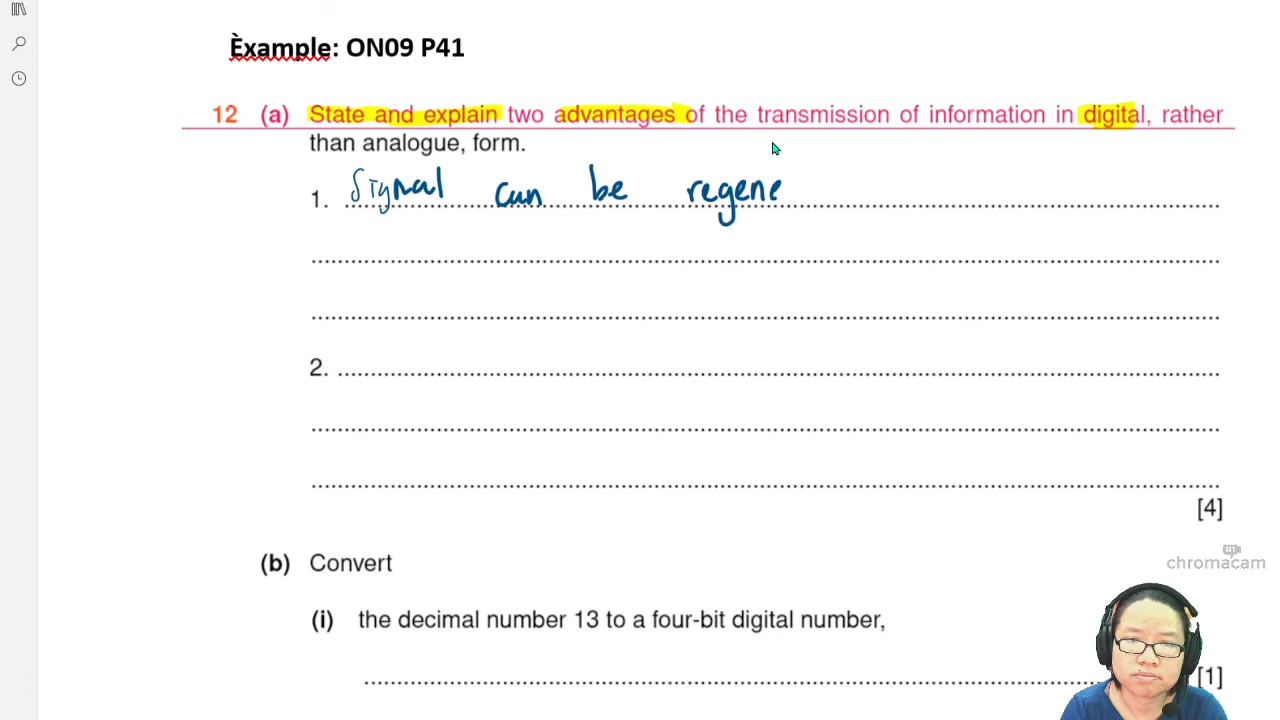 Èxample: ON09 P41
12 (a) State and explain two advantages of the transmission of information in digital, rather
than analogue, form.
1. Signal can be regene
2.
[4]
(b) Convert
(i) the decimal number 13 to a four-bit digital number,
[1]
chromacam